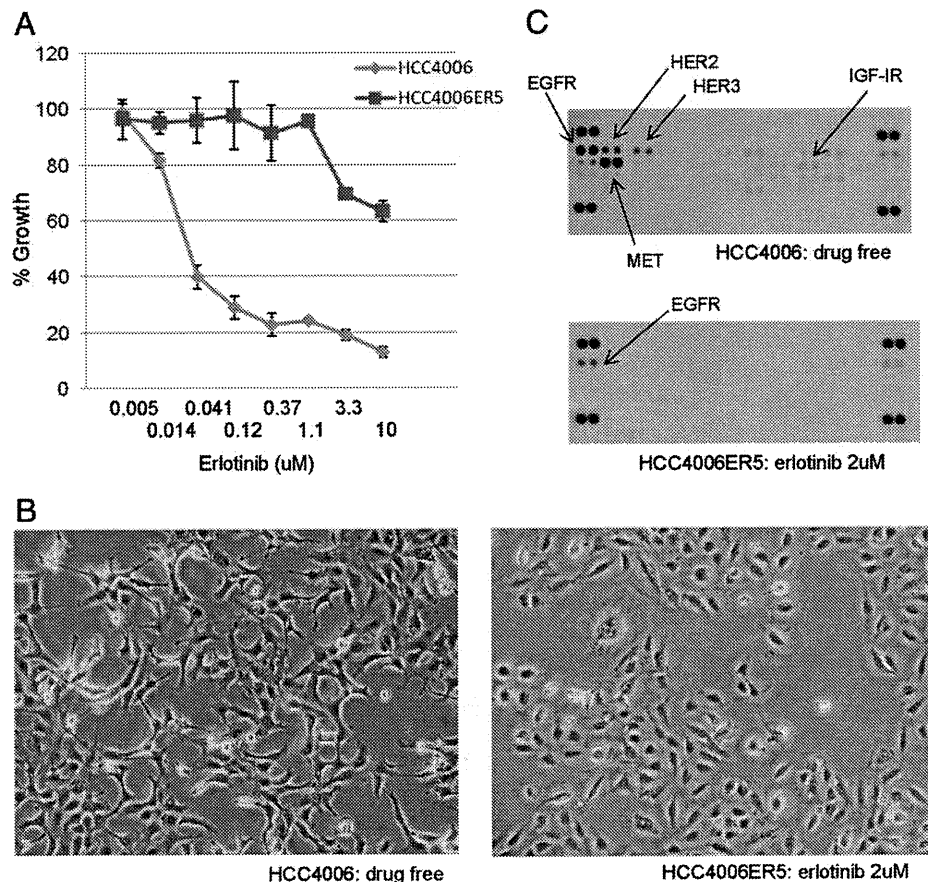 A
120
100
80
60
40
20
0
% Growth
HCC4006
HCC4006ER5
0.005 0.041 0.37 3.3
0.014 0.12 1.1 10
Erlotinib (uM)
C
EGFR
HER2
HER3
IGF-IR
MET
HCC4006: drug free
EGFR
HCC4006ER5: erlotinib 2uM
B
HCC4006: drug free
HCC4006ER5: erlotinib 2uM